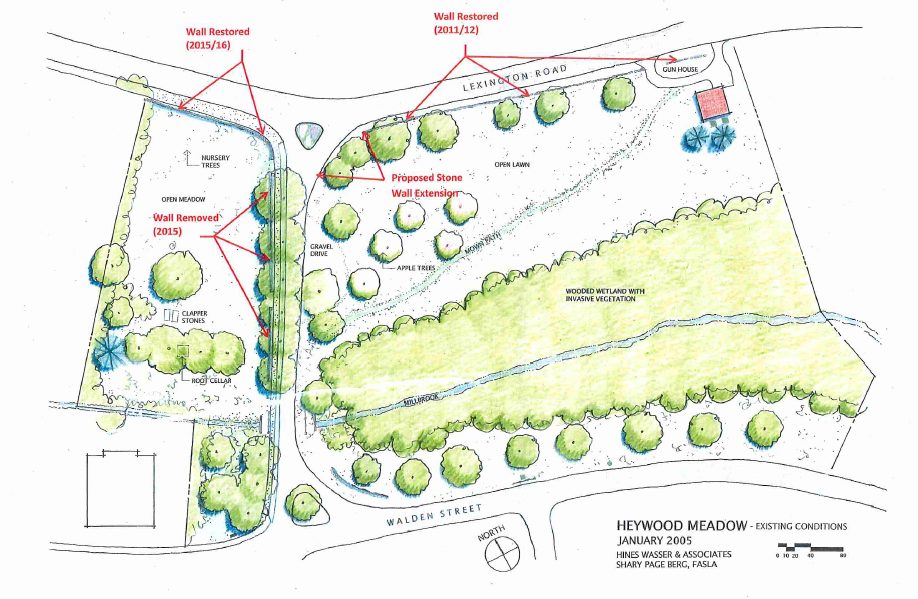 Wall Restored
(2015/16)
Wall Restored
(2011/12)
LEXINGTON ROAD
GUN HOUSE
NURSERY
TREES
OPEN LAWN
Proposed Stone
Wall Extension
OPEN MEADOW
Wall Removed
(2015)
GRAVEL
DRIVE
MOWN PATH
APPLE TREES
WOODED WETLAND WITH
INVASIVE VEGETATION
CLAPPER
STONES
ROOT CELLAR
MILL BROOK
WALDEN STREET
NORTH
HEYWOOD MEADOW - EXISTING CONDITIONS
JANUARY 2005
HINES WASSER & ASSOCIATES
SHARY PAGE BERG, FASLA
0 10 20 40 80